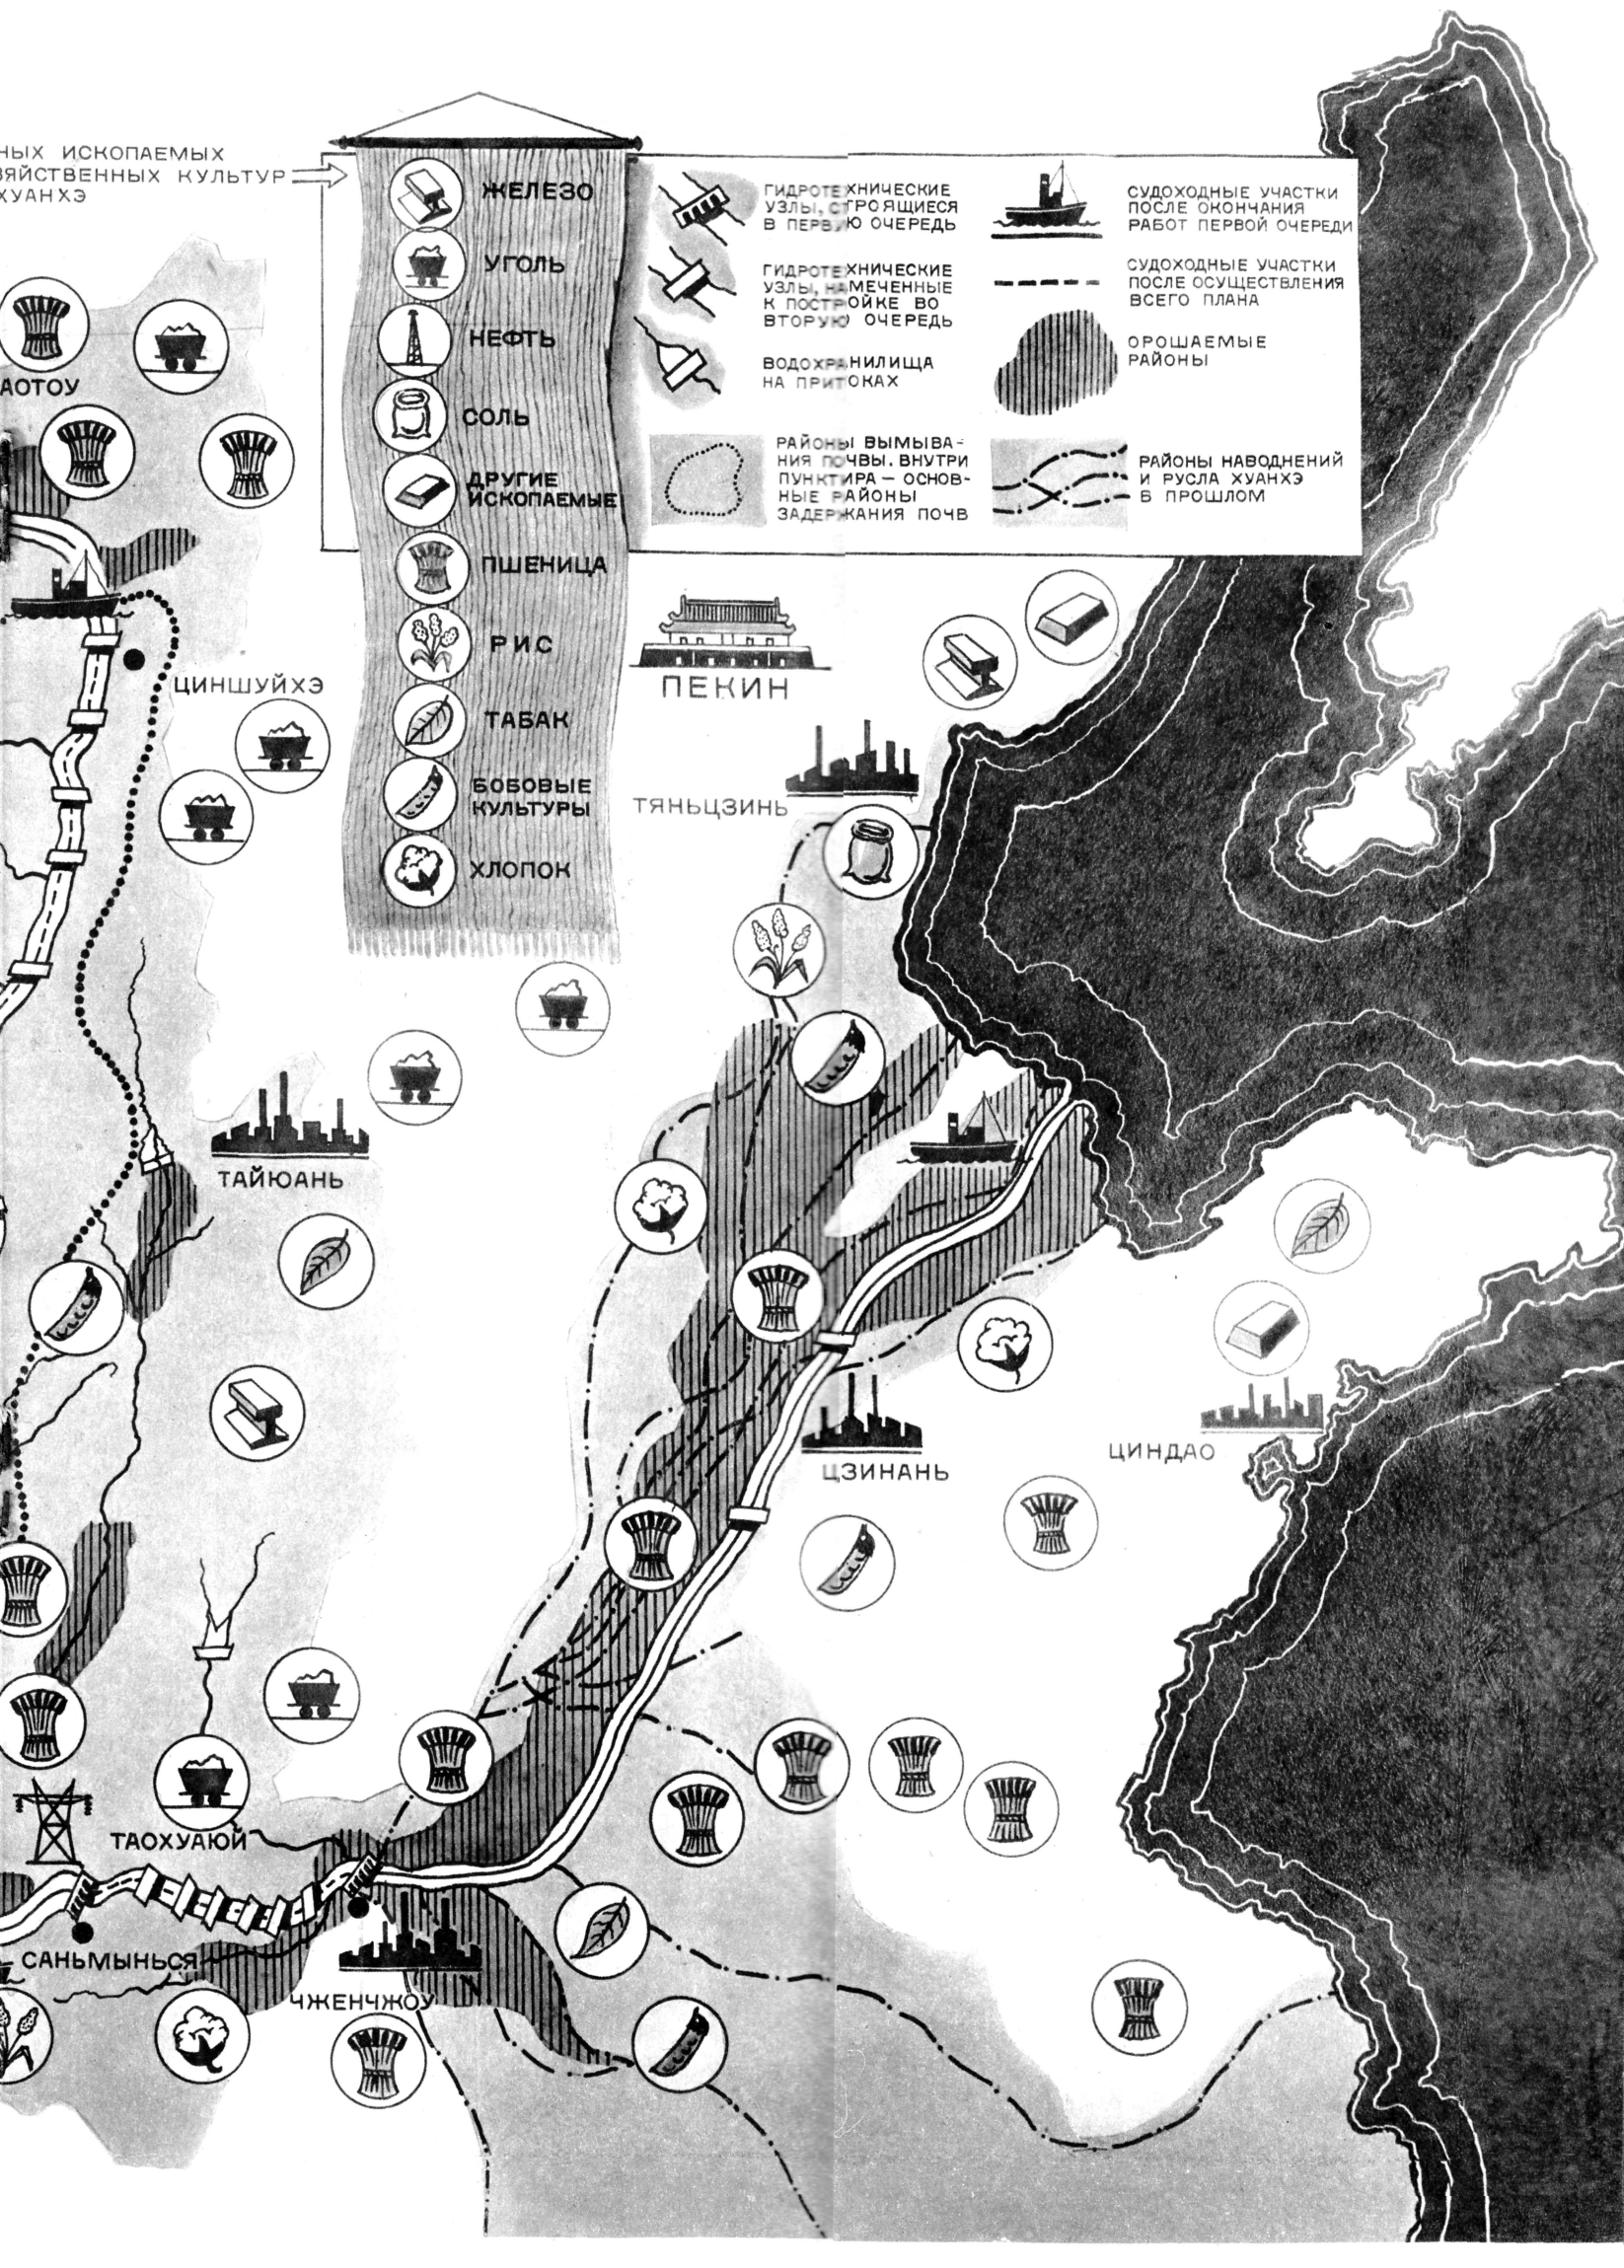 НЫХ ИСКОПАЕМЫХ
ЗЯЙСТВЕННЫХ КУЛЬТУР
ХУАНХЭ
ЖЕЛЕЗО
УГОЛЬ
НЕФТЬ
СОЛЬ
ДРУГИЕ
ИСКОПАЕМЫЕ
ПШЕНИЦА
РИС
ТАБАК
БОБОВЫЕ
КУЛЬТУРЫ
ХЛОПОК
ГИДРОТЕХНИЧЕСКИЕ
УЗЛЫ, СТРОЯЩИЕСЯ
В ПЕРВУЮ ОЧЕРЕДЬ
ГИДРОТЕХНИЧЕСКИЕ
УЗЛЫ, НАМЕЧЕННЫЕ
К ПОСТРОЙКЕ ВО
ВТОРУЮ ОЧЕРЕДЬ
ВОДОХРАНИЛИЩА
НА ПРИТОКАХ
РАЙОНЫ ВЫМЫВА-
НИЯ ПОЧВЫ. ВНУТРИ
ПУНКТИРА — ОСНОВ-
НЫЕ РАЙОНЫ
ЗАДЕРЖАНИЯ ПОЧВ
СУДОХОДНЫЕ УЧАСТКИ
ПОСЛЕ ОКОНЧАНИЯ
РАБОТ ПЕРВОЙ ОЧЕРЕДИ
СУДОХОДНЫЕ УЧАСТКИ
ПОСЛЕ ОСУЩЕСТВЛЕНИЯ
ВСЕГО ПЛАНА
ОРОШАЕМЫЕ
РАЙОНЫ
РАЙОНЫ НАВОДНЕНИЙ
И РУСЛА ХУАНХЭ
В ПРОШЛОМ
АОТОУ
ЦИНШУЙХЭ
ПЕКИН
ТЯНЬЦЗИНЬ
ТАЙЮАНЬ
ЦЗИНАНЬ
ЦИНДАО
ТАОХУАЮЙ
САНЬМЫНЬСЯ
ЧЖЕНЧЖОУ